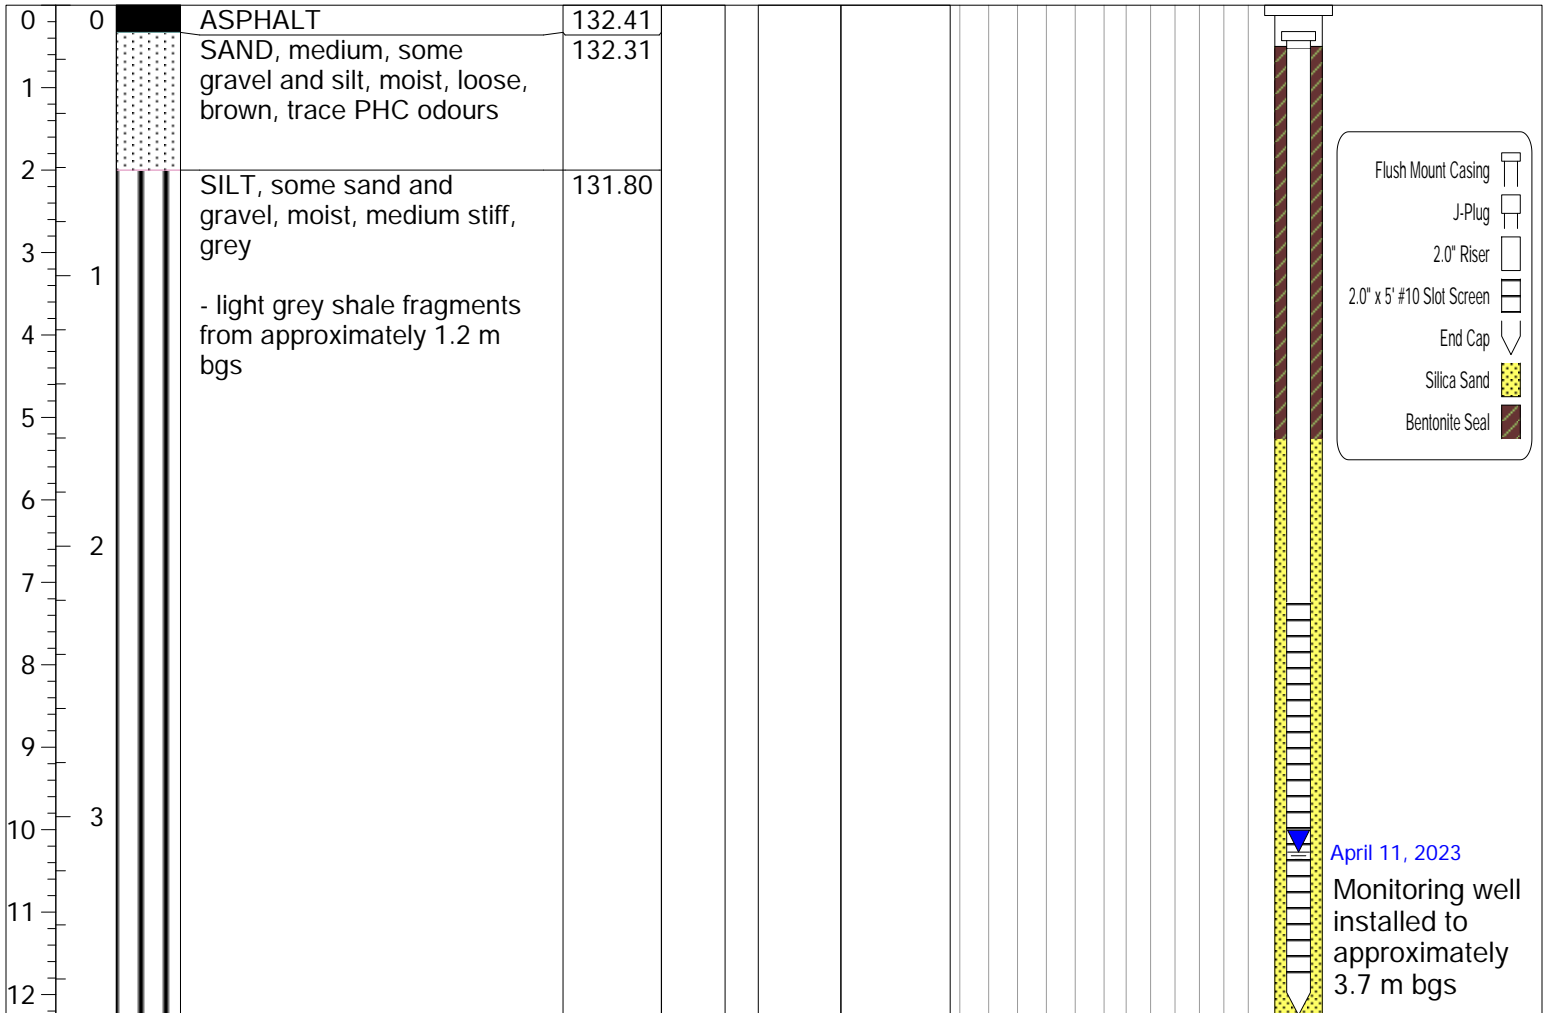 0 0 ASPHALT 132.41
SAND, medium, some 132.31
gravel and silt, moist, loose,
brown, trace PHC odours
1
2
SILT, some sand and 131.80
gravel, moist, medium stiff,
grey
3
1
- light grey shale fragments
from approximately 1.2 m
bgs
4
5
6
2
7
8
9
3
10
11
12
Flush Mount Casing
J-Plug
2.0" Riser
2.0" x 5' #10 Slot Screen
End Cap
Silica Sand
Bentonite Seal
April 11, 2023
Monitoring well
installed to
approximately
3.7 m bgs